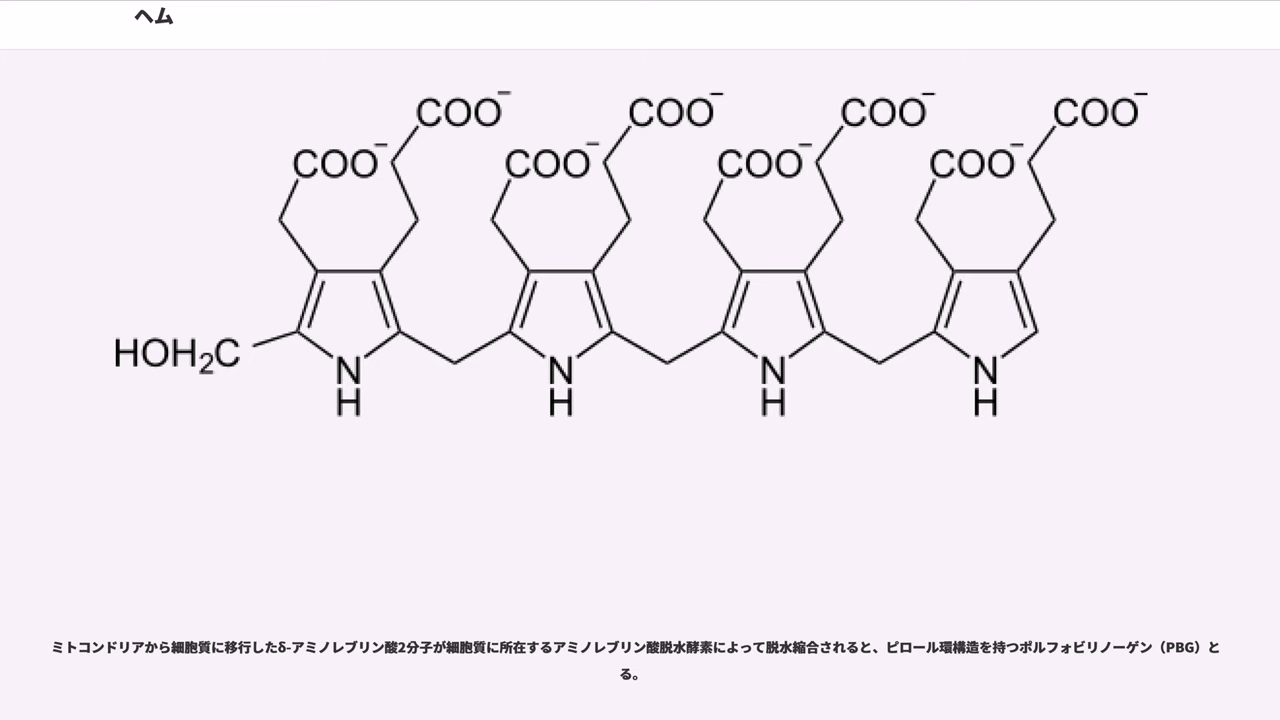 ヘム
COO⁻ COO⁻ COO⁻ COO⁻
COO⁻ COO⁻ COO⁻ COO⁻
HOH₂C N N N N
H H H H
ミトコンドリアから細胞質に移行したδ-アミノレブリン酸2分子が細胞質に所在するアミノレブリン酸脱水酵素によって脱水縮合されると、ピロール環構造を持つポルフォビリノーゲン（PBG）と
る。